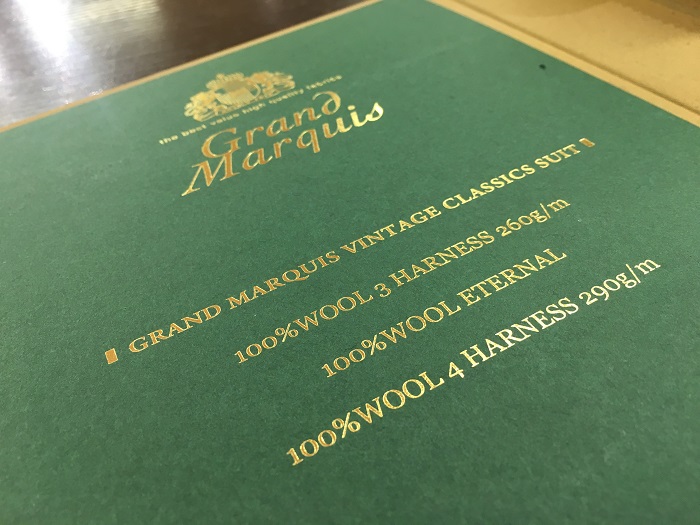 the best value high quality fabrics
Grand
Marquis
GRAND MARQUIS VINTAGE CLASSICS SUIT
100%WOOL 3 HARNESS 260g/m
100%WOOL ETERNAL
100%WOOL 4 HARNESS 290g/m